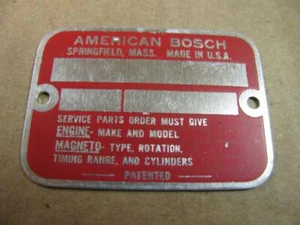 AMERICAN BOSCH
SPRINGFIELD, MASS. MADE IN U.S.A.
SERVICE PARTS ORDER MUST GIVE
ENGINE- MAKE AND MODEL
MAGNETO- TYPE, ROTATION,
TIMING RANGE, AND CYLINDERS
PATENTED